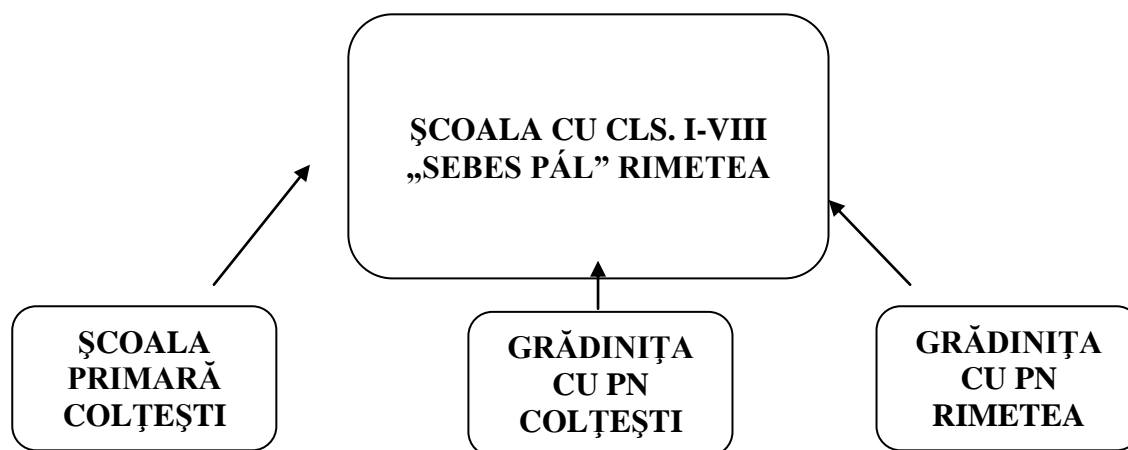 ŞCOALA CU CLS. I-VIII
„SEBES PÁL” RIMETEA
ŞCOALA
PRIMARĂ
COLŢEŞTI
GRĂDINIŢA
CU PN
COLŢEŞTI
GRĂDINIŢA
CU PN
RIMETEA